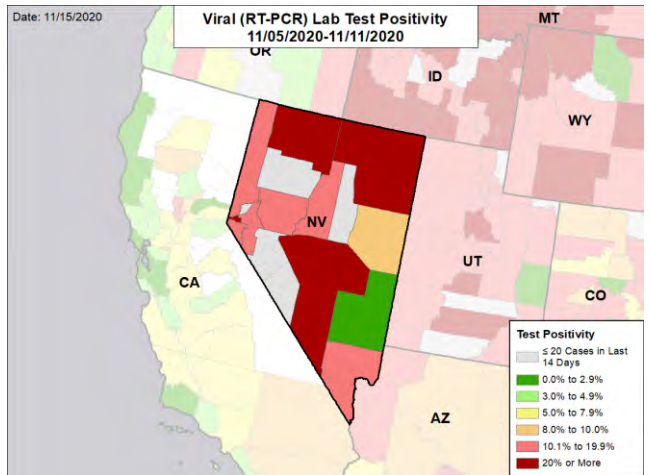 Date: 11/15/2020
Viral (RT-PCR) Lab Test Positivity
11/05/2020-11/11/2020
MT
OR
ID
WY
NV
UT
CA
CO
AZ
Test Positivity
≤ 20 Cases in Last
14 Days
0.0% to 2.9%
3.0% to 4.9%
5.0% to 7.9%
8.0% to 10.0%
10.1% to 19.9%
20% or More